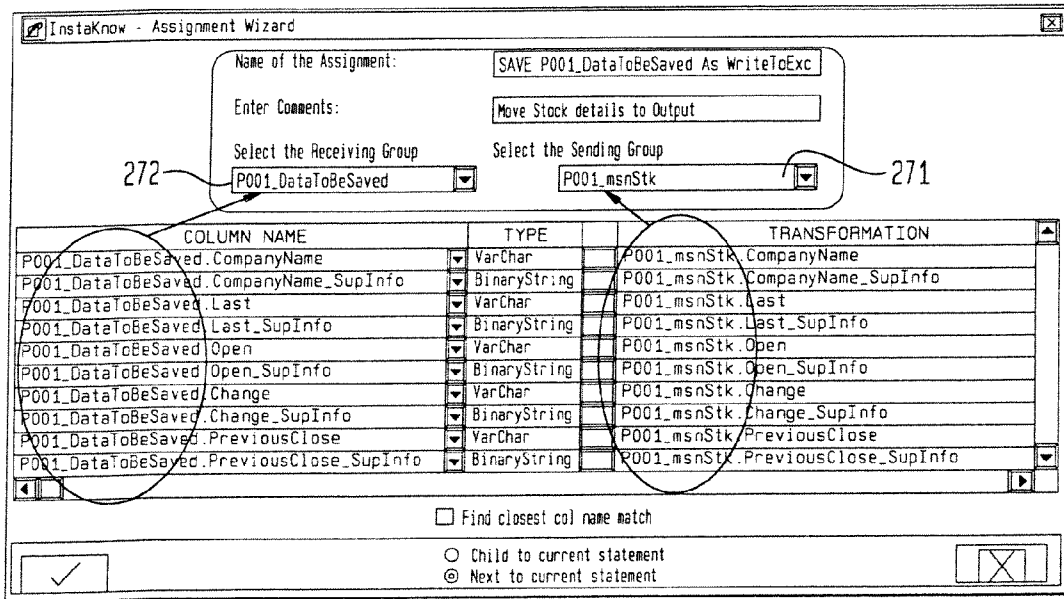 InstaKnow - Assignment Wizard
Name of the Assignment: SAVE P001_DataToBeSaved As WriteToExc
Enter Comments: Move Stock details to Output
Select the Receiving Group Select the Sending Group
272 P001_DataToBeSaved P001_msnStk 271
COLUMN NAME TYPE TRANSFORMATION
P001_DataToBeSaved.CompanyName VarChar P001_msnStk.CompanyName
P001_DataToBeSaved.CompanyName_SupInfo BinaryString P001_msnStk.CompanyName_SupInfo
P001_DataToBeSaved.Last VarChar P001_msnStk.Last
P001_DataToBeSaved.Last_SupInfo BinaryString P001_msnStk.Last_SupInfo
P001_DataToBeSaved.Open VarChar P001_msnStk.Open
P001_DataToBeSaved.Open_SupInfo BinaryString P001_msnStk.Open_SupInfo
P001_DataToBeSaved.Change VarChar P001_msnStk.Change
P001_DataToBeSaved.Change_SupInfo BinaryString P001_msnStk.Change_SupInfo
P001_DataToBeSaved.PreviousClose VarChar P001_msnStk.PreviousClose
P001_DataToBeSaved.PreviousClose_SupInfo BinaryString P001_msnStk.PreviousClose_SupInfo
Find closest col name match
Child to current statement
Next to current statement